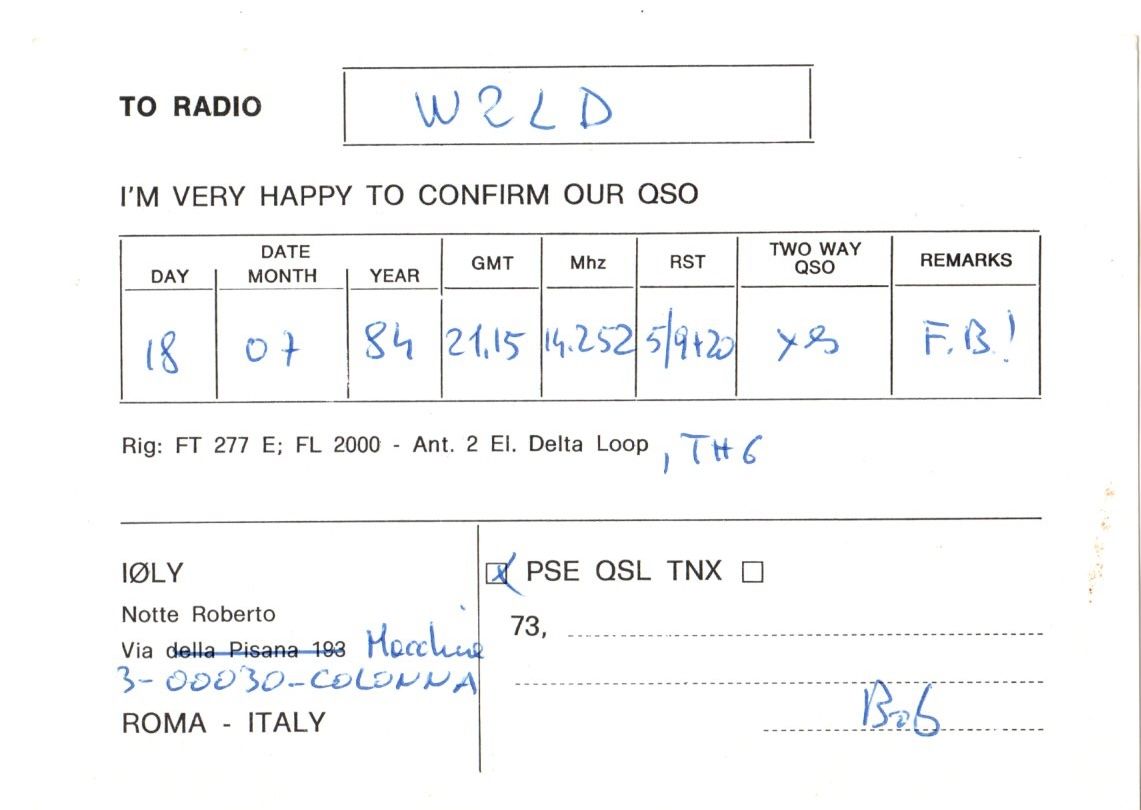 TO RADIO W2LD
I'M VERY HAPPY TO CONFIRM OUR QSO
DATE
DAY MONTH YEAR GMT Mhz RST TWO WAY QSO REMARKS
18 07 84 21.15 14.252 5/9+20 yes F.B!
Rig: FT 277 E; FL 2000 - Ant. 2 El. Delta Loop , TH6
IØLY
Notte Roberto
Via della Pisana 193
3-00030-COLONNA
ROMA - ITALY
X PSE QSL TNX
73,
Bob